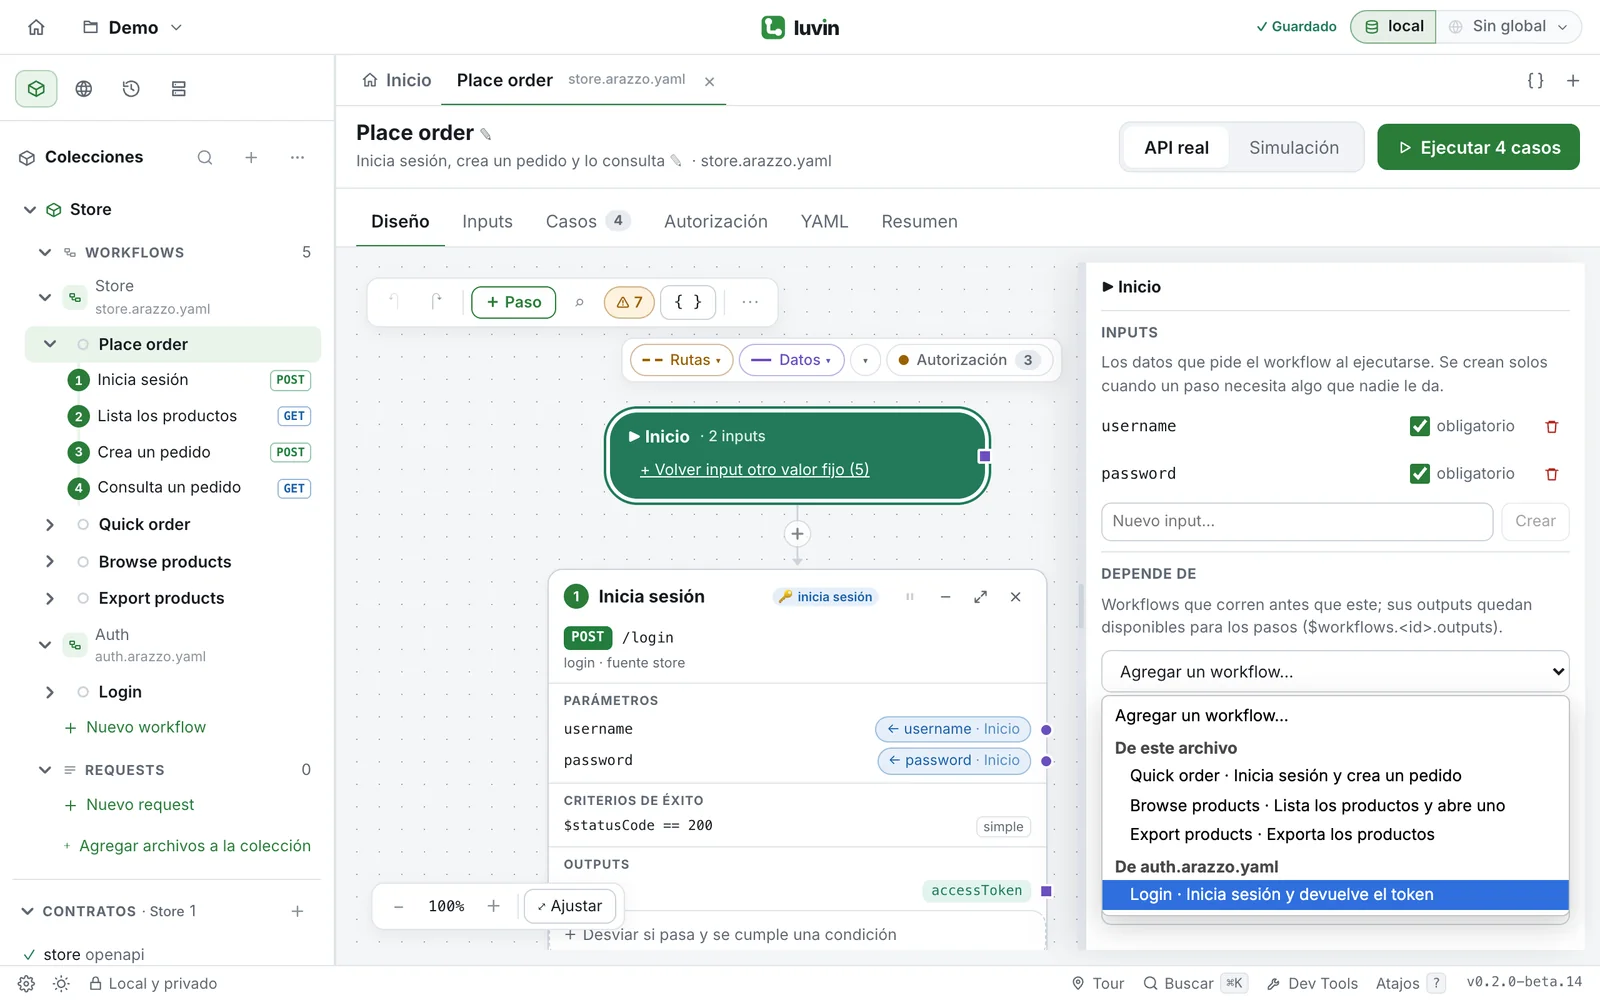 Demo
luvin
Guardado
local
Sin global
Inicio
Place order store.arazzo.yaml
Place order
Inicia sesión, crea un pedido y lo consulta · store.arazzo.yaml
API real
Simulación
Ejecutar 4 casos
Colecciones
Store
WORKFLOWS 5
Store
store.arazzo.yaml
Place order
1 Inicia sesión POST
2 Lista los productos GET
3 Crea un pedido POST
4 Consulta un pedido GET
Quick order
Browse products
Export products
Auth
auth.arazzo.yaml
Login
+ Nuevo workflow
REQUESTS 0
+ Nuevo request
+ Agregar archivos a la colección
CONTRATOS · Store 1
store openapi
Diseño
Inputs
Casos 4
Autorización
YAML
Resumen
+ Paso
7
{ }
Rutas
Datos
Autorización 3
Inicio · 2 inputs
+ Volver input otro valor fijo (5)
1 Inicia sesión
inicia sesión
POST /login
login · fuente store
PARÁMETROS
username ← username · Inicio
password ← password · Inicio
CRITERIOS DE ÉXITO
$statusCode == 200 simple
OUTPUTS
accessToken
+ Desviar si pasa y se cumple una condición
− 100% +
Ajustar
Inicio
INPUTS
Los datos que pide el workflow al ejecutarse. Se crean solos
cuando un paso necesita algo que nadie le da.
username obligatorio
password obligatorio
Nuevo input...
Crear
DEPENDE DE
Workflows que corren antes que este; sus outputs quedan
disponibles para los pasos ($workflows.<id>.outputs).
Agregar un workflow...
Agregar un workflow...
De este archivo
Quick order · Inicia sesión y crea un pedido
Browse products · Lista los productos y abre uno
Export products · Exporta los productos
De auth.arazzo.yaml
Login · Inicia sesión y devuelve el token
Local y privado
Tour
Buscar ⌘K
Dev Tools
Atajos ?
v0.2.0-beta.14